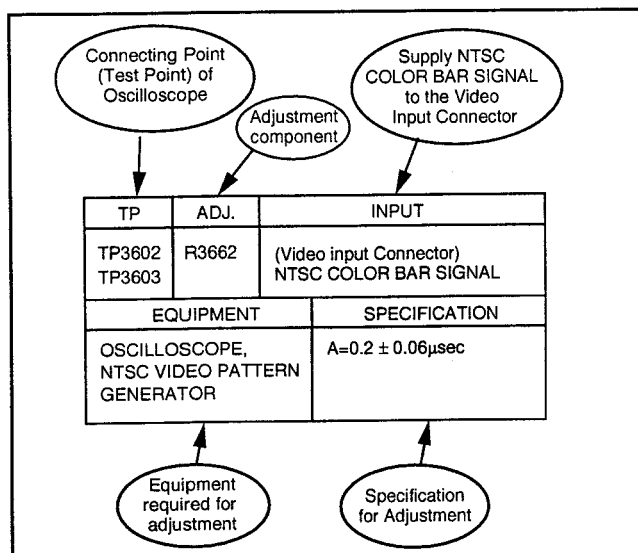 Connecting Point
(Test Point) of
Oscilloscope
Adjustment
component
Supply NTSC
COLOR BAR SIGNAL
to the Video
Input Connector
TP
ADJ.
INPUT
TP3602
TP3603
R3662
(Video input Connector)
NTSC COLOR BAR SIGNAL
EQUIPMENT
SPECIFICATION
OSCILLOSCOPE,
NTSC VIDEO PATTERN
GENERATOR
A=0.2 ± 0.06μsec
Equipment
required for
adjustment
Specification
for Adjustment